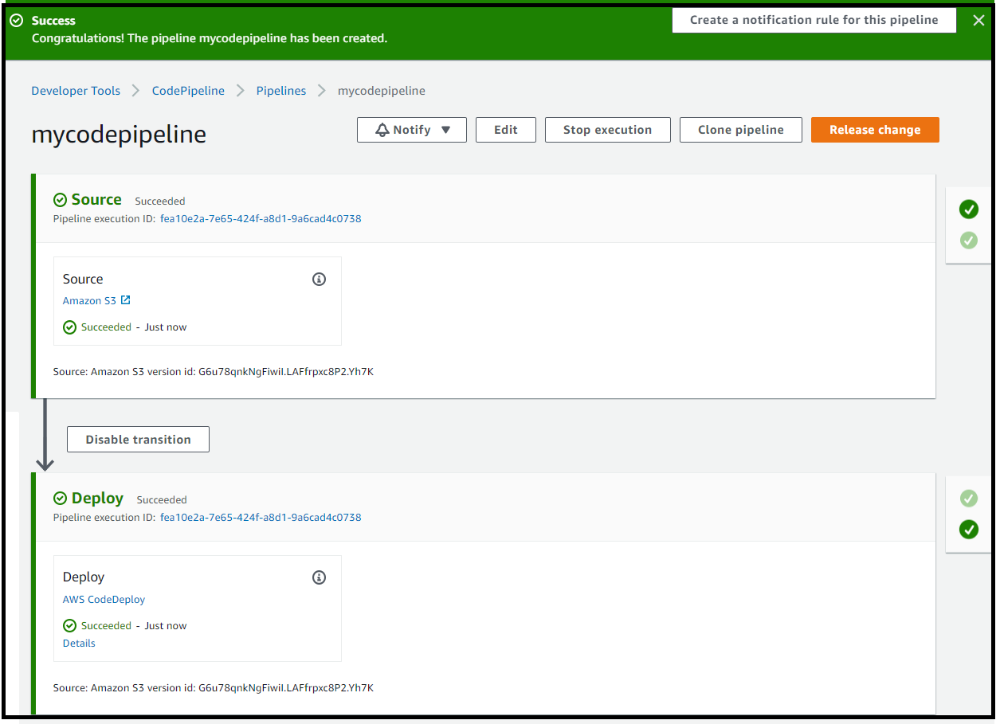 Success
Congratulations! The pipeline mycodepipeline has been created.
Create a notification rule for this pipeline
Developer Tools
CodePipeline
Pipelines
mycodepipeline
mycodepipeline
Notify
Edit
Stop execution
Clone pipeline
Release change
Source Succeeded
Pipeline execution ID: fea10e2a-7e65-424f-a8d1-9a6cad4c0738
Source
Amazon S3
Succeeded - Just now
Source: Amazon S3 version id: G6u78qnkNgFiwiI.LAFfrpxc8P2.Yh7K
Disable transition
Deploy Succeeded
Pipeline execution ID: fea10e2a-7e65-424f-a8d1-9a6cad4c0738
Deploy
AWS CodeDeploy
Succeeded - Just now
Details
Source: Amazon S3 version id: G6u78qnkNgFiwiI.LAFfrpxc8P2.Yh7K